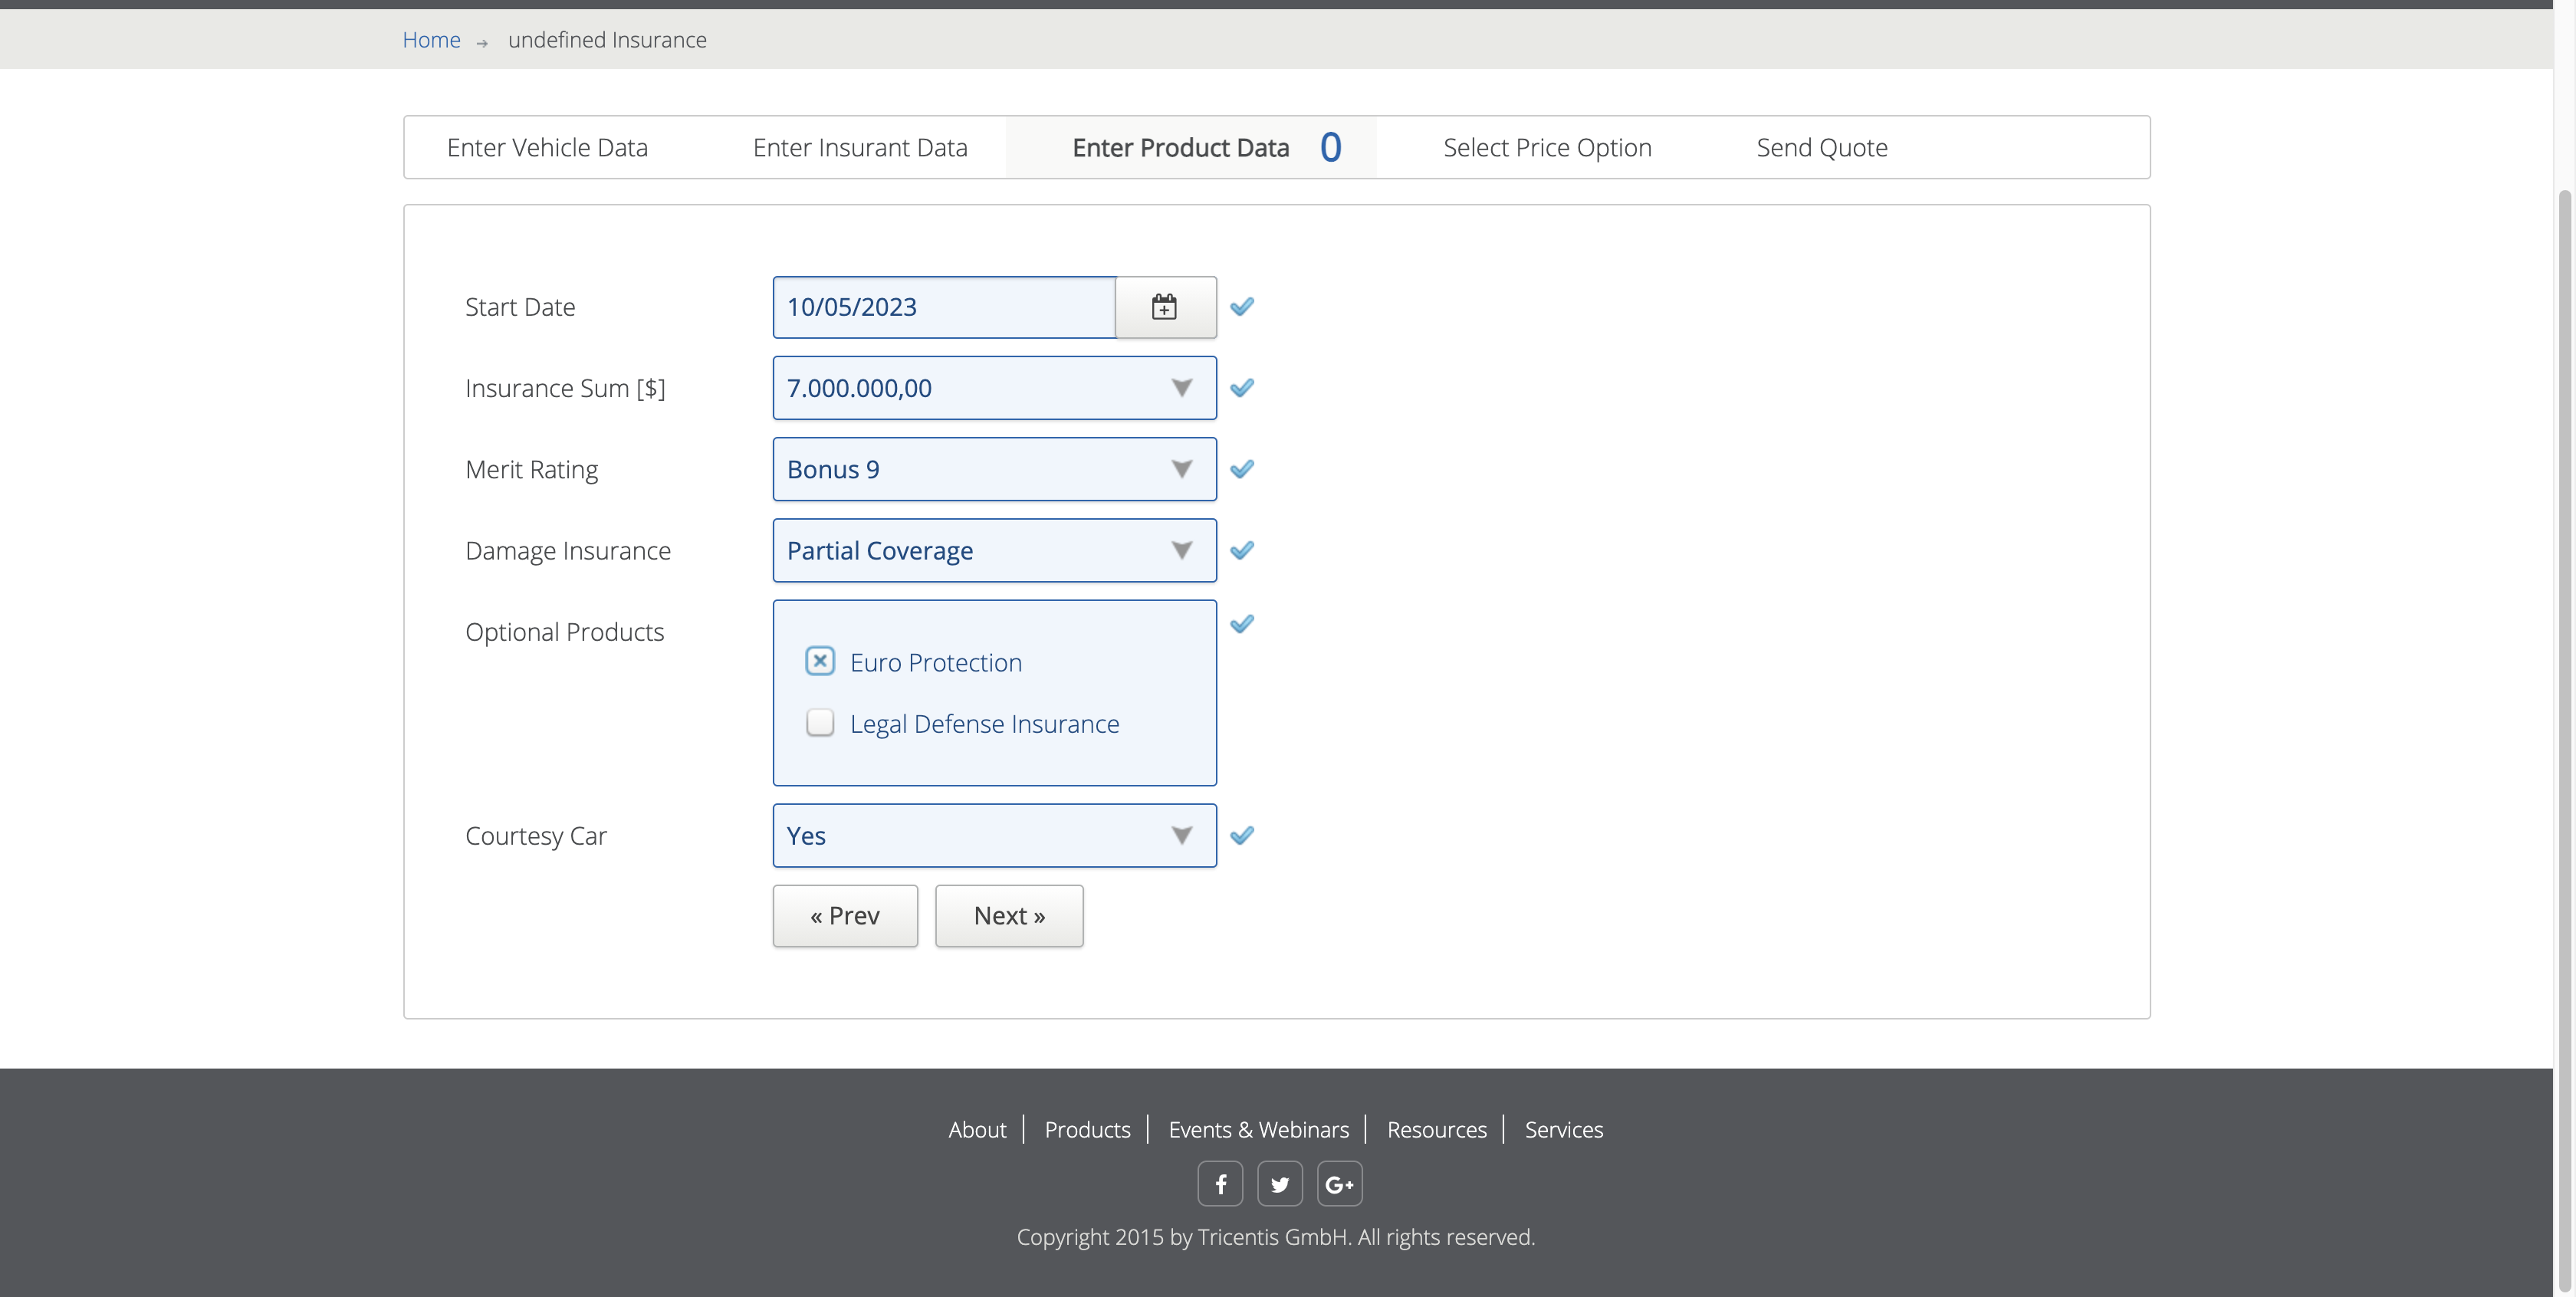 Home → undefined Insurance
Enter Vehicle Data Enter Insurant Data Enter Product Data 0 Select Price Option Send Quote
Start Date 10/05/2023
Insurance Sum [$] 7.000.000,00
Merit Rating Bonus 9
Damage Insurance Partial Coverage
Optional Products
Euro Protection
Legal Defense Insurance
Courtesy Car Yes
« Prev Next »
About Products Events & Webinars Resources Services
f G+
Copyright 2015 by Tricentis GmbH. All rights reserved.